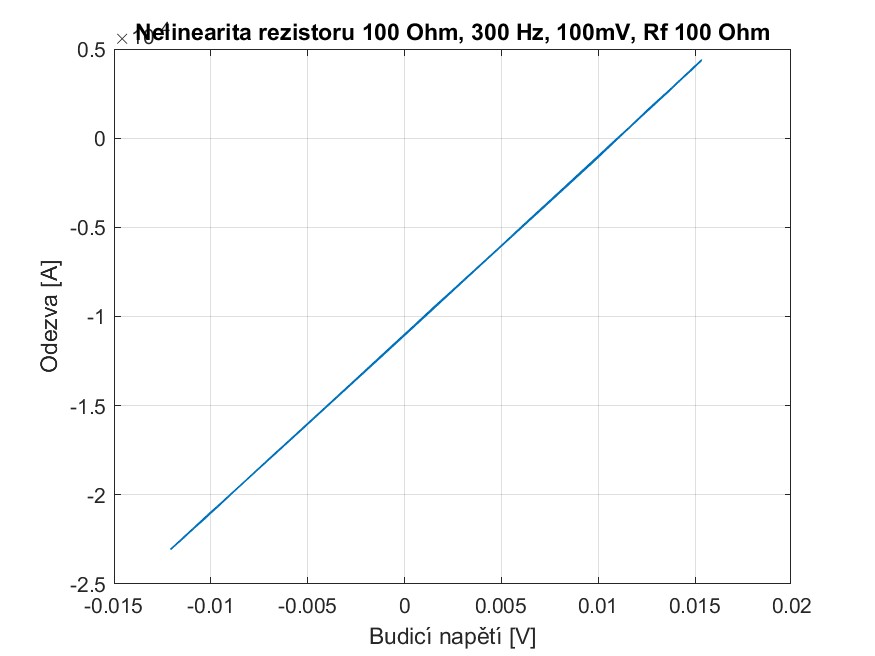 Nelinearita rezistoru 100 Ohm, 300 Hz, 100mV, Rf 100 Ohm
0.5
0
-0.5
-1
-1.5
-2
-2.5
Odezva [A]
-0.015 -0.01 -0.005 0 0.005 0.01 0.015 0.02
Budicí napětí [V]